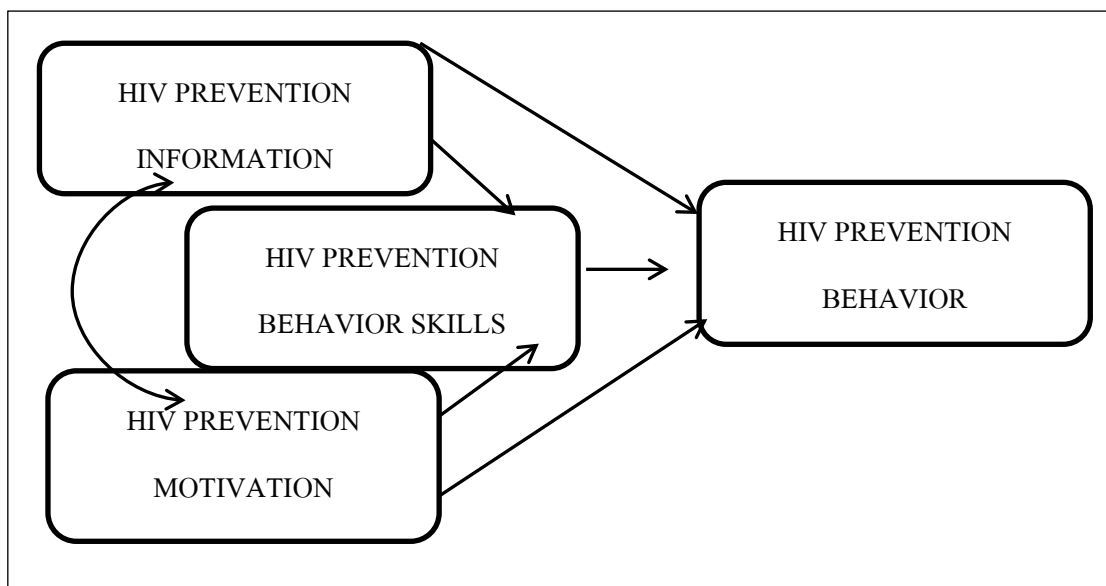 HIV PREVENTION
INFORMATION
HIV PREVENTION
BEHAVIOR SKILLS
HIV PREVENTION
MOTIVATION
HIV PREVENTION
BEHAVIOR